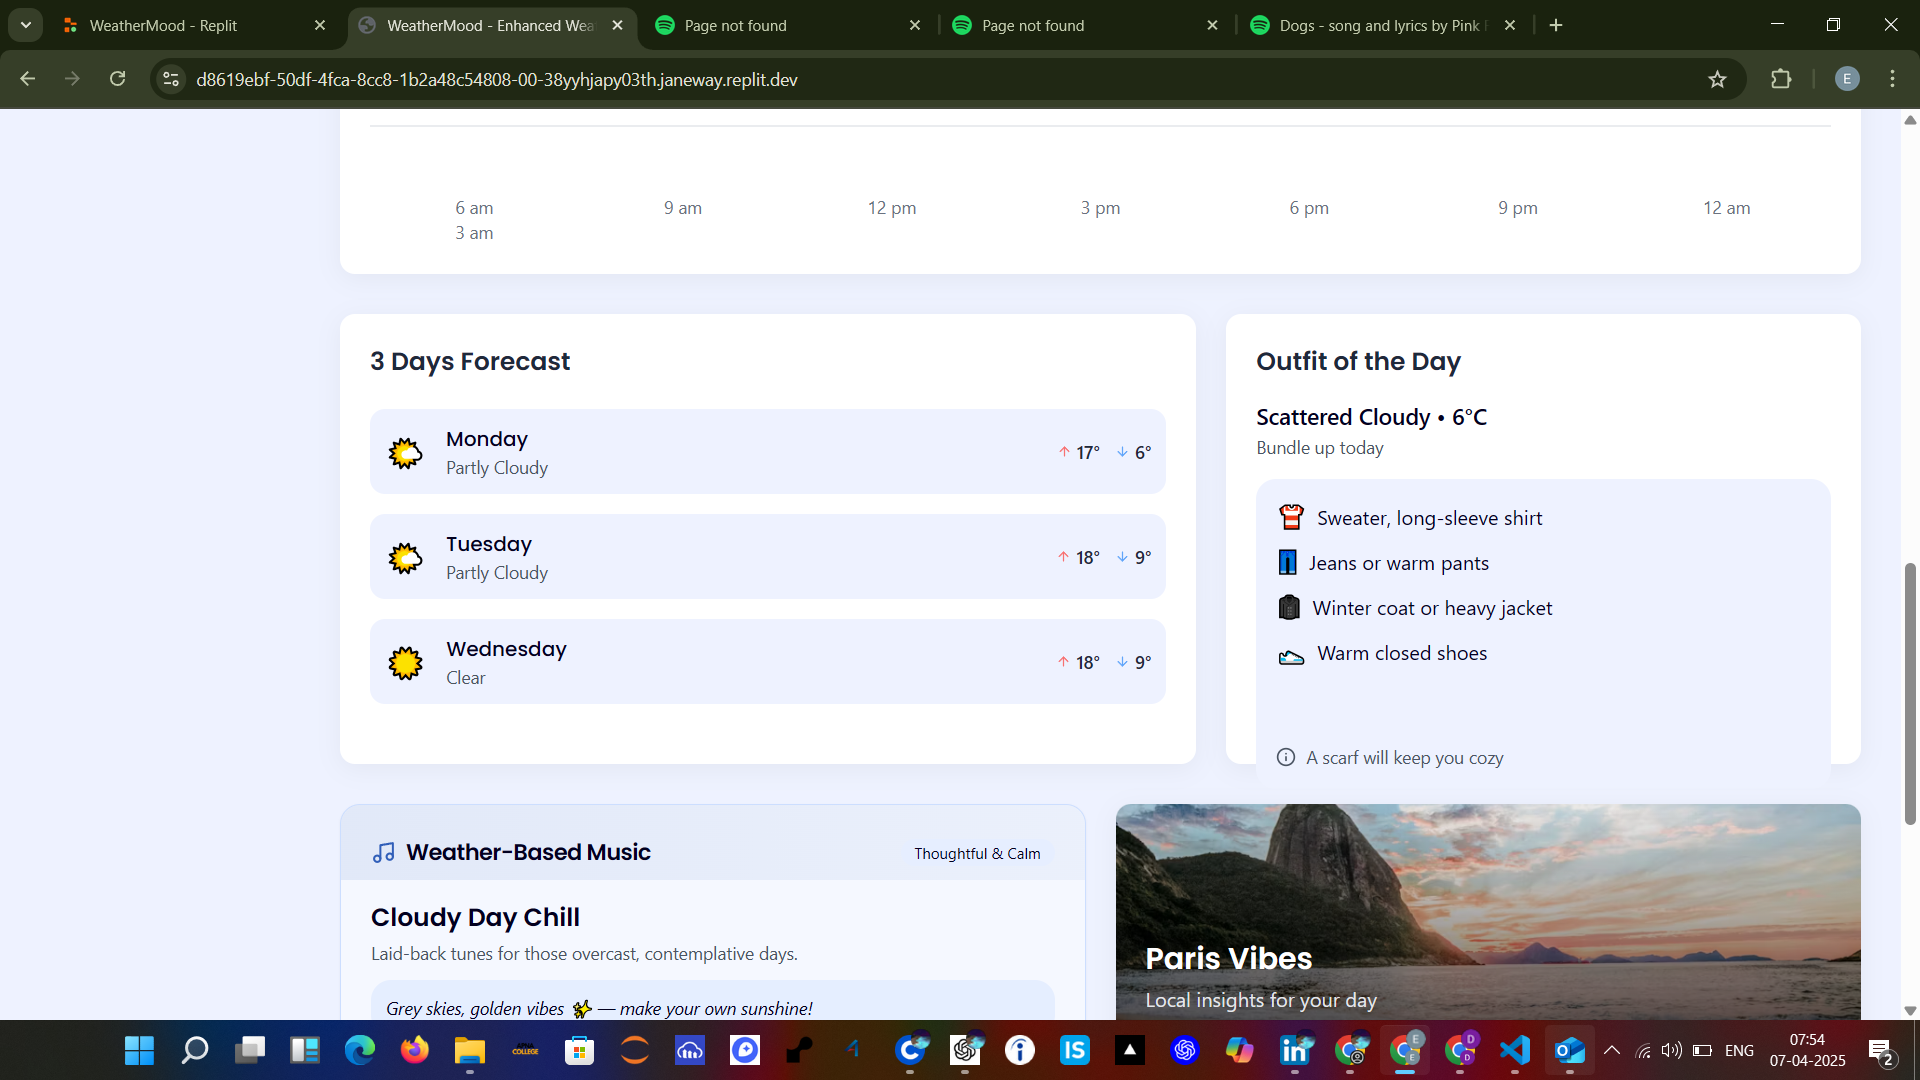 WeatherMood - Replit
WeatherMood - Enhanced Wea
Page not found
Page not found
Dogs - song and lyrics by Pink
d8619ebf-50df-4fca-8cc8-1b2a48c54808-00-38yyhjapy03th.janeway.replit.dev
E
6 am 9 am 12 pm 3 pm 6 pm 9 pm 12 am
3 am
3 Days Forecast
Monday
Partly Cloudy
↑ 17° ↓ 6°
Tuesday
Partly Cloudy
↑ 18° ↓ 9°
Wednesday
Clear
↑ 18° ↓ 9°
Outfit of the Day
Scattered Cloudy • 6°C
Bundle up today
Sweater, long-sleeve shirt
Jeans or warm pants
Winter coat or heavy jacket
Warm closed shoes
A scarf will keep you cozy
Weather-Based Music
Thoughtful & Calm
Cloudy Day Chill
Laid-back tunes for those overcast, contemplative days.
Grey skies, golden vibes ✨ — make your own sunshine!
Paris Vibes
Local insights for your day
APNA
COLLEGE
IS
in
E
E
D
D
ENG
07:54
07-04-2025
2